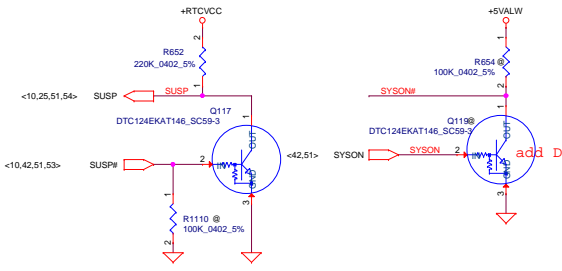 +RTCVCC
+5VALW
2
R652
220K_0402_5%
1
1
R654 @
100K_0402_5%
2
<10,25,51,54>
SUSP
SUSP
SYSON#
1
Q117
DTC124EKAT146_SC59-3
OUT
1
Q119@
DTC124EKAT146_SC59-3
OUT
<10,42,51,53>
SUSP#
2
IN
GND
3
<42,51>
SYSON
SYSON
2
IN
GND
3
add D
1
R1110 @
100K_0402_5%
2